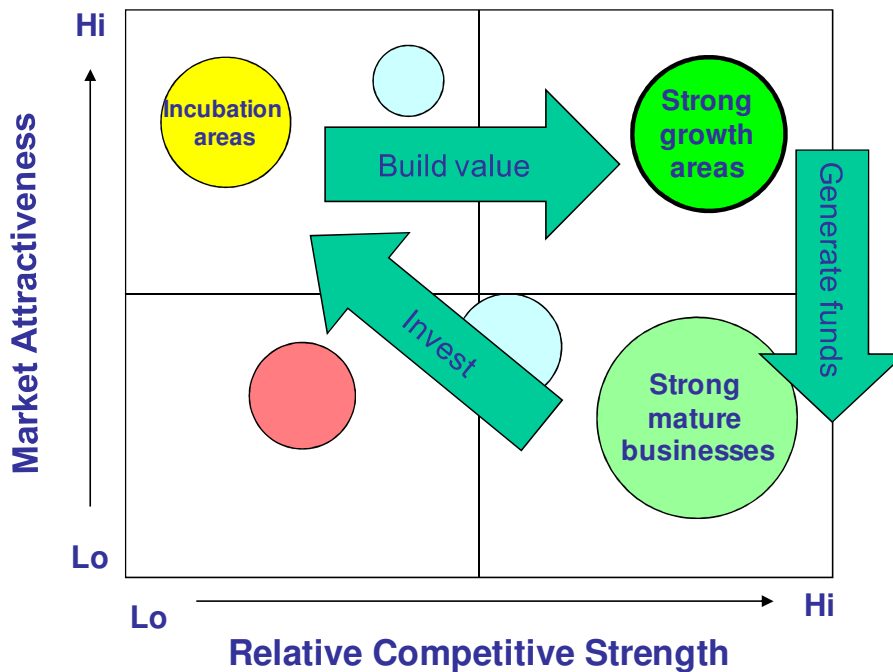 Hi
Incubation
areas
Strong
growth
areas
Build value
Generate funds
Market Attractiveness
Invest
Strong
mature
businesses
Lo
Lo
Hi
Relative Competitive Strength